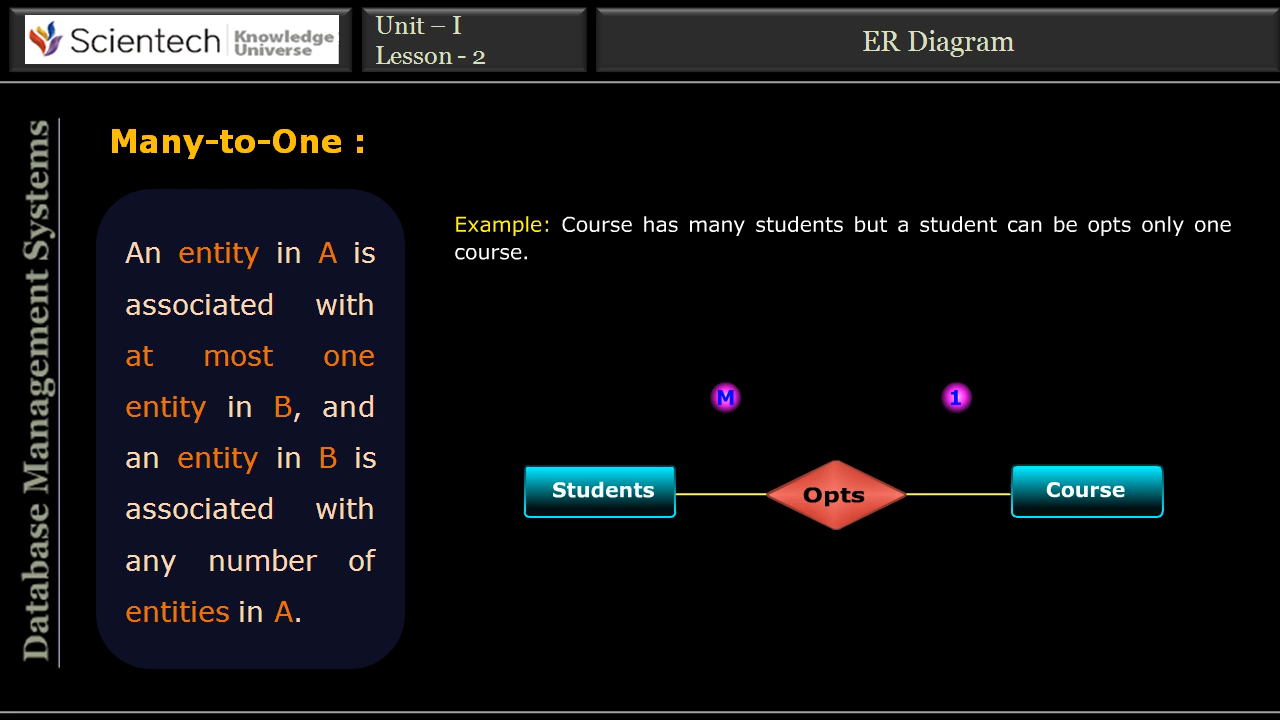 Scientech Knowledge Universe
Unit – I
Lesson - 2
ER Diagram
Database Management Systems
Many-to-One :
An entity in A is
associated with
at most one
entity in B, and
an entity in B is
associated with
any number of
entities in A.
Example: Course has many students but a student can be opts only one
course.
M
1
Students
Opts
Course